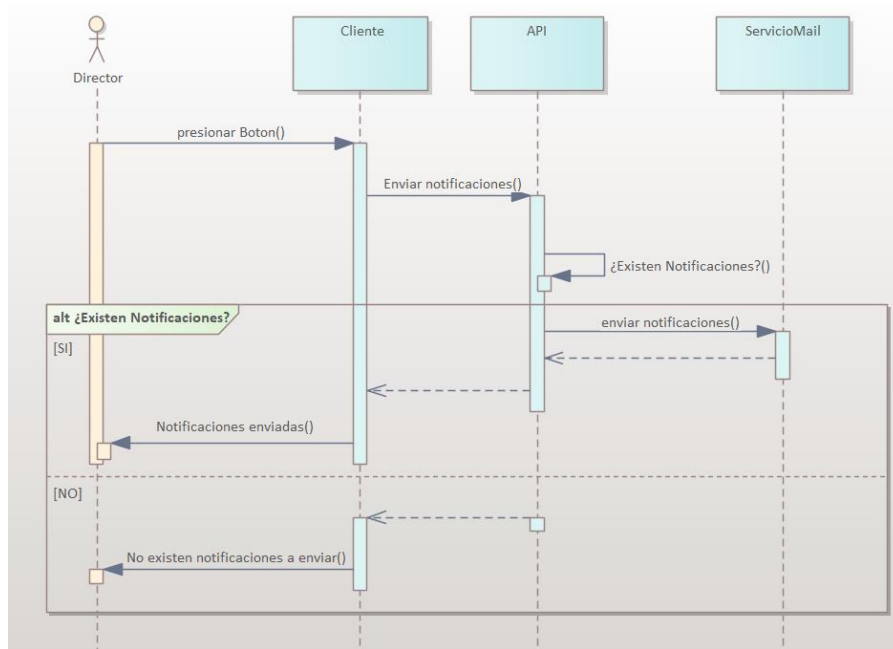 Cliente
API
ServicioMail
Director
presionar Boton()
Enviar notificaciones()
¿Existen Notificaciones?()
alt ¿Existen Notificaciones?
enviar notificaciones()
[SI]
Notificaciones enviadas()
[NO]
No existen notificaciones a enviar()